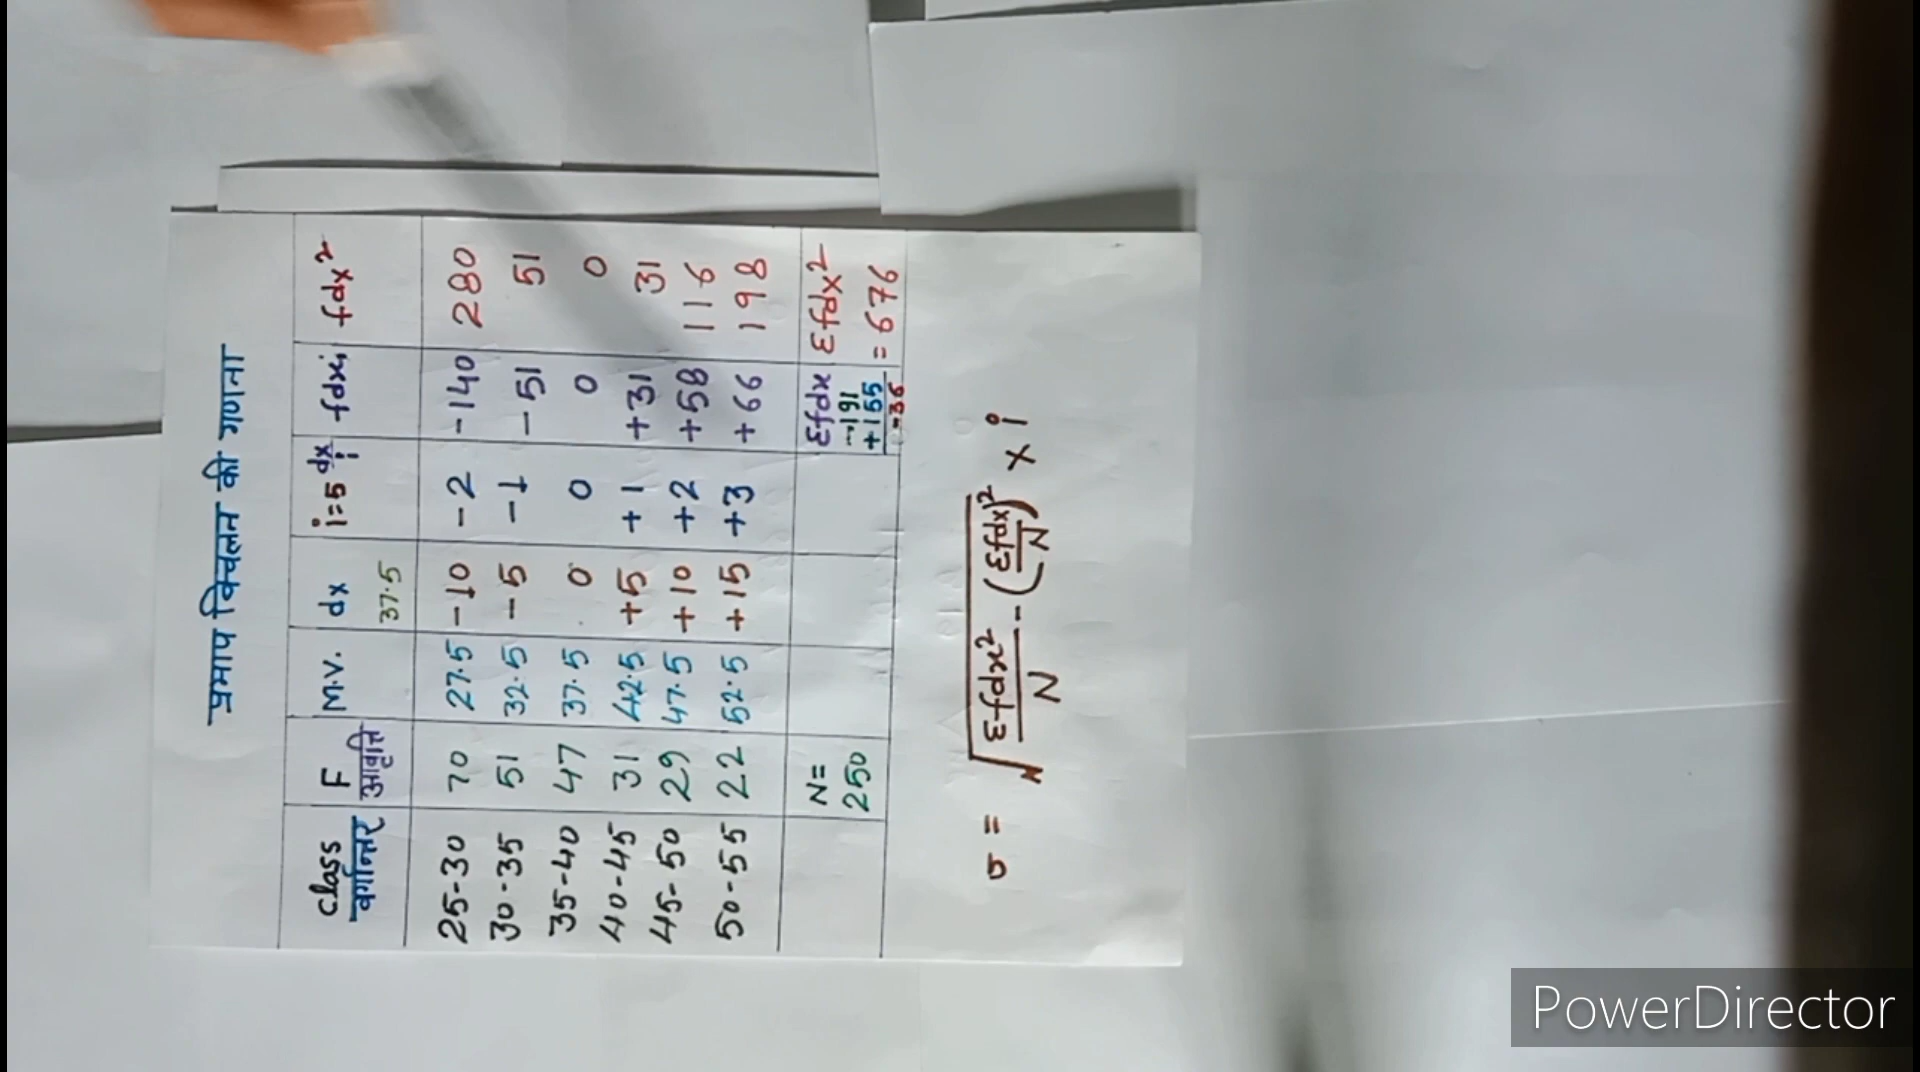 प्रमाप विचलन की गणना
Class वर्गान्तर F आवृत्ति M.V. dx 37.5 i=5 dx/i fdxi fdx²
25-30 70 27.5 -10 -2 -140 280
30-35 51 32.5 -5 -1 -51 51
35-40 47 37.5 0 0 0 0
40-45 31 42.5 +5 +1 +31 31
45-50 29 47.5 +10 +2 +58 116
50-55 22 52.5 +15 +3 +66 198
N= 250 Σfdx -191 +155 =36 Σfdx² =676
σ = √ Σfdx²/N - (Σfdx/N)² × i
PowerDirector